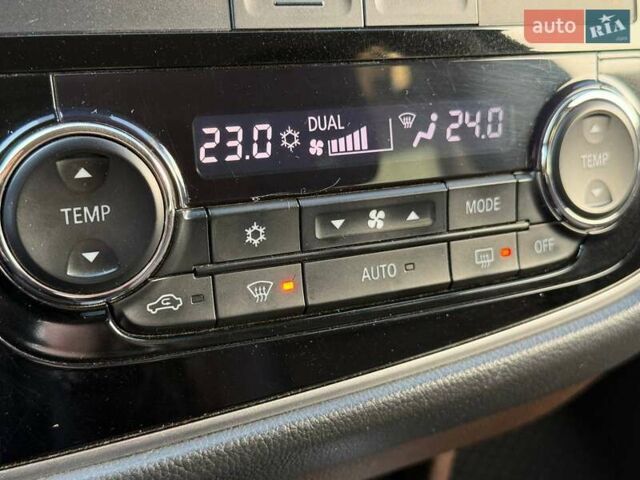 auto RIA
DUAL
23.0 24.0
TEMP
MODE
TEMP
AUTO
OFF